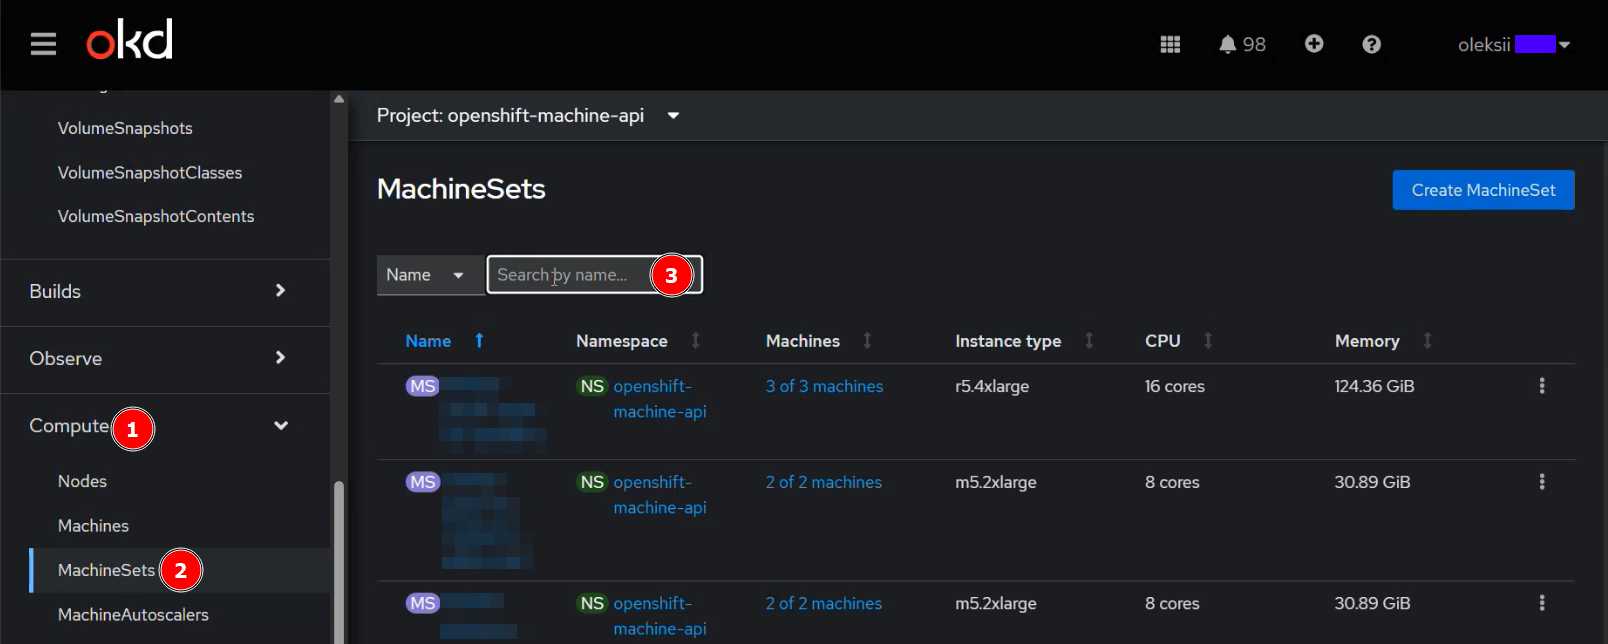 okd
98
oleksii
VolumeSnapshots
VolumeSnapshotClasses
VolumeSnapshotContents
Builds
Observe
Compute 1
Nodes
Machines
MachineSets 2
MachineAutoscalers
Project: openshift-machine-api
MachineSets
Create MachineSet
Name Search by name... 3
Name Namespace Machines Instance type CPU Memory
MS NS openshift- 3 of 3 machines r5.4xlarge 16 cores 124.36 GiB
machine-api
MS NS openshift- 2 of 2 machines m5.2xlarge 8 cores 30.89 GiB
machine-api
MS NS openshift- 2 of 2 machines m5.2xlarge 8 cores 30.89 GiB
machine-api